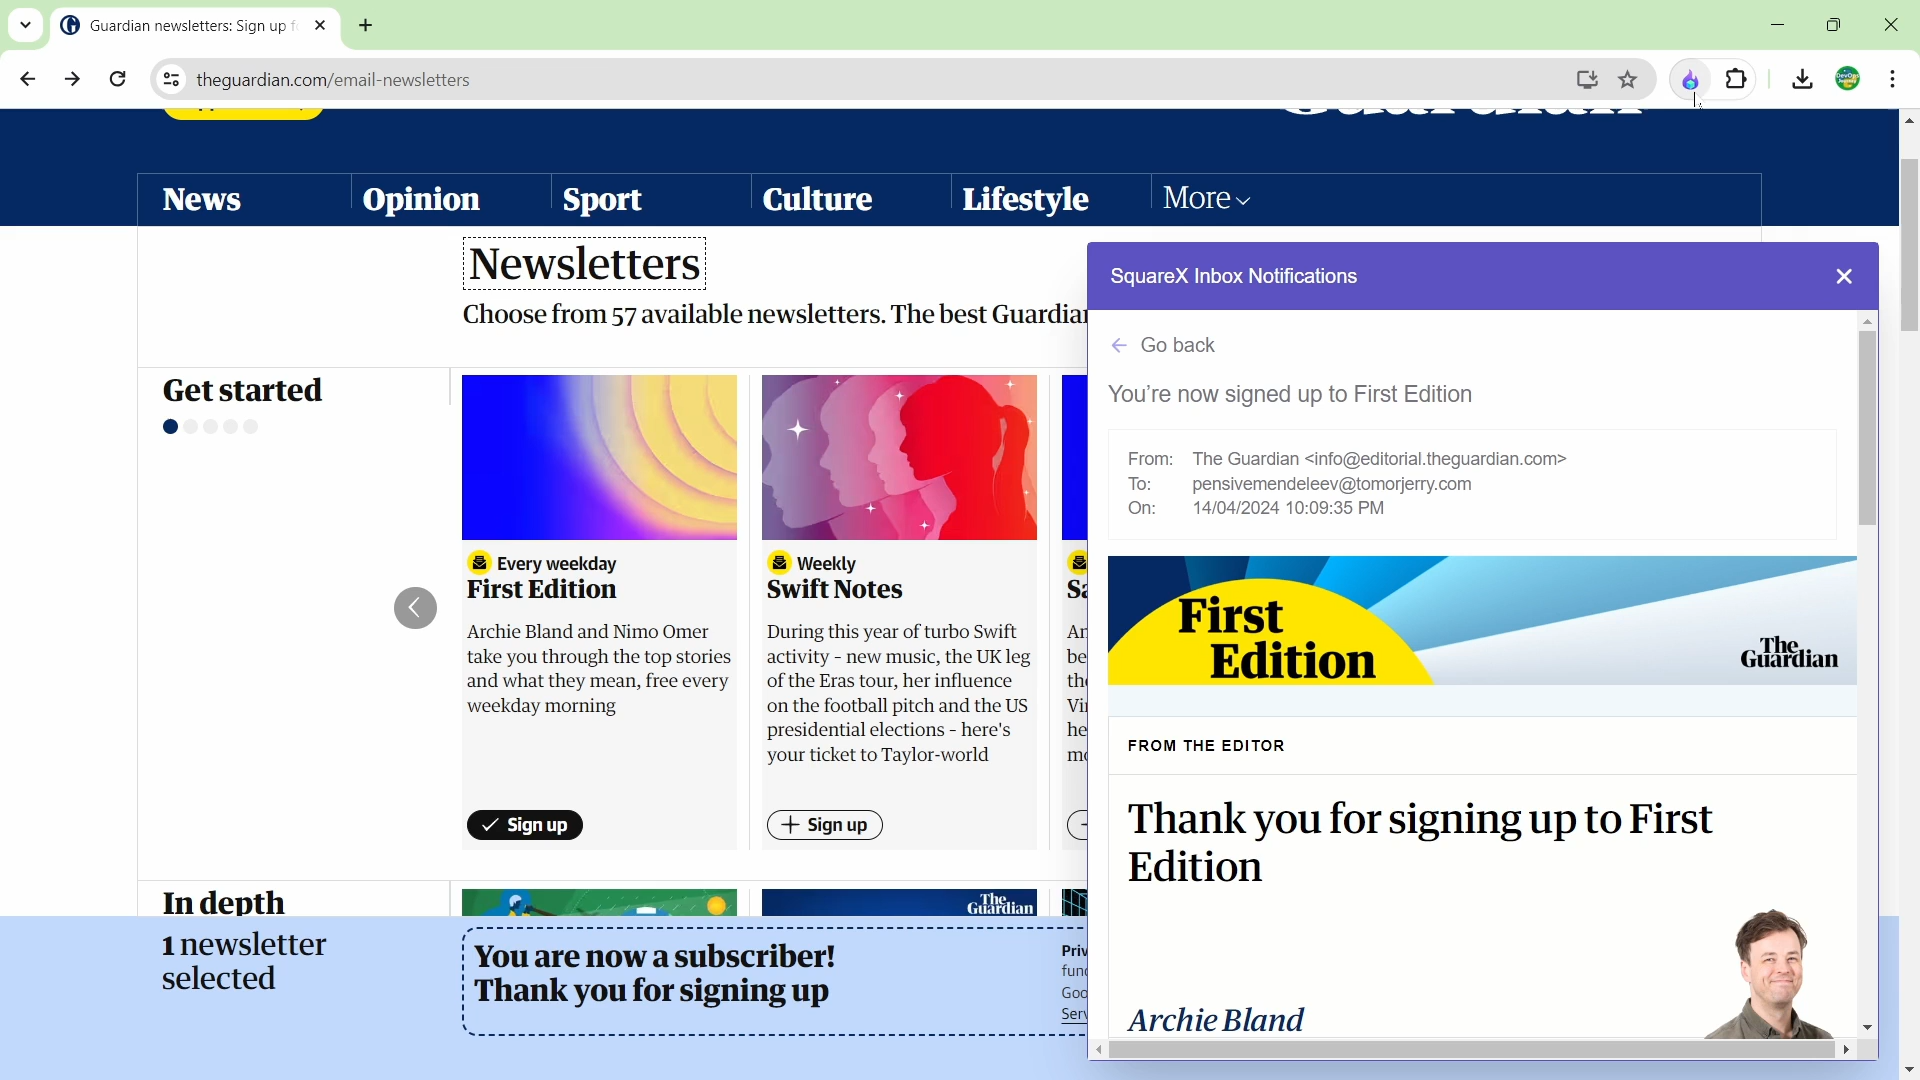 Guardian newsletters: Sign up f
theguardian.com/email-newsletters
News
Opinion
Sport
Culture
Lifestyle
More
Newsletters
Choose from 57 available newsletters. The best Guardian
Get started
Every weekday
First Edition
Archie Bland and Nimo Omer
take you through the top stories
and what they mean, free every
weekday morning
Sign up
Weekly
Swift Notes
During this year of turbo Swift
activity – new music, the UK leg
of the Eras tour, her influence
on the football pitch and the US
presidential elections – here's
your ticket to Taylor-world
Sign up
In depth
The
Guardian
1 newsletter
selected
You are now a subscriber!
Thank you for signing up
SquareX Inbox Notifications
Go back
You're now signed up to First Edition
From: The Guardian <info@editorial.theguardian.com>
To: pensivemendeleev@tomorjerry.com
On: 14/04/2024 10:09:35 PM
First
Edition
The
Guardian
FROM THE EDITOR
Thank you for signing up to First
Edition
Archie Bland